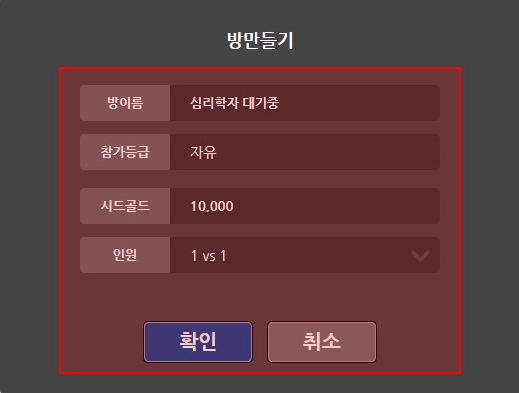 방만들기
방이름 심리학자 대기중
참가등급 자유
시드골드 10,000
인원 1 vs 1
확인 취소